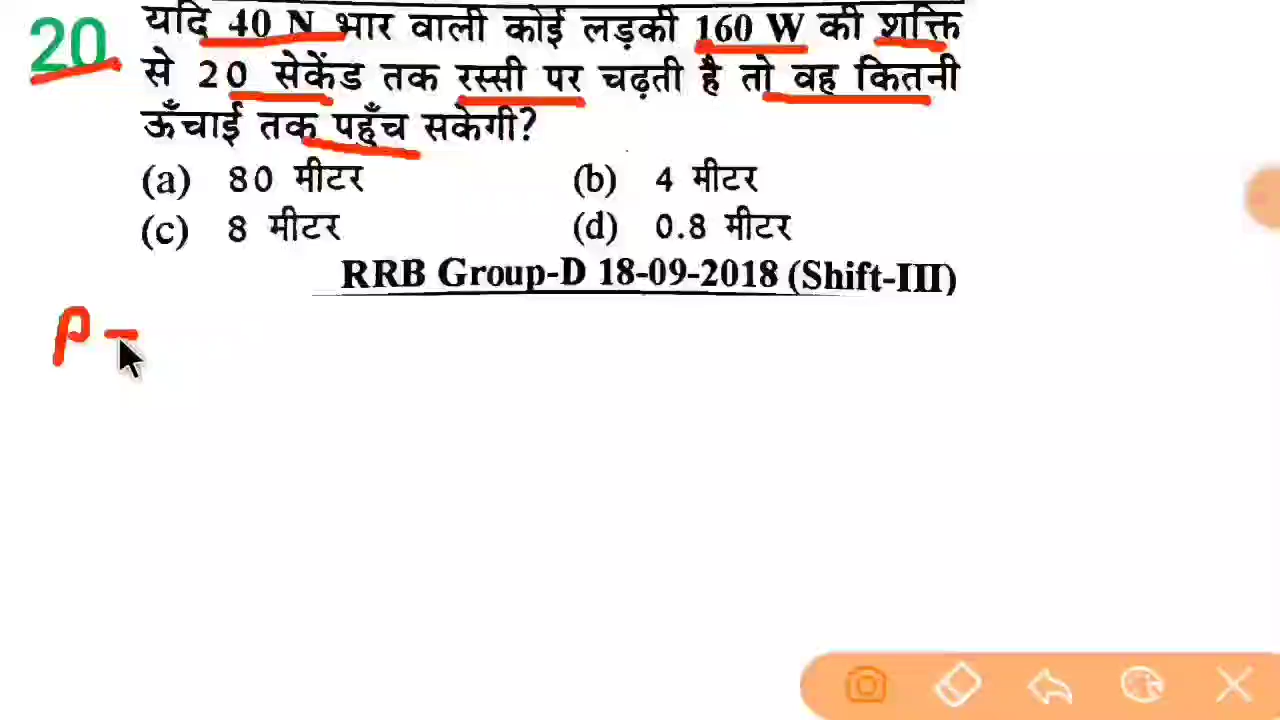 20 यदि 40 N भार वाली कोई लड़की 160 W की शक्ति
से 20 सेकेंड तक रस्सी पर चढ़ती है तो वह कितनी
ऊँचाई तक पहुँच सकेगी?
(a) 80 मीटर (b) 4 मीटर
(c) 8 मीटर (d) 0.8 मीटर
RRB Group-D 18-09-2018 (Shift-III)
P -